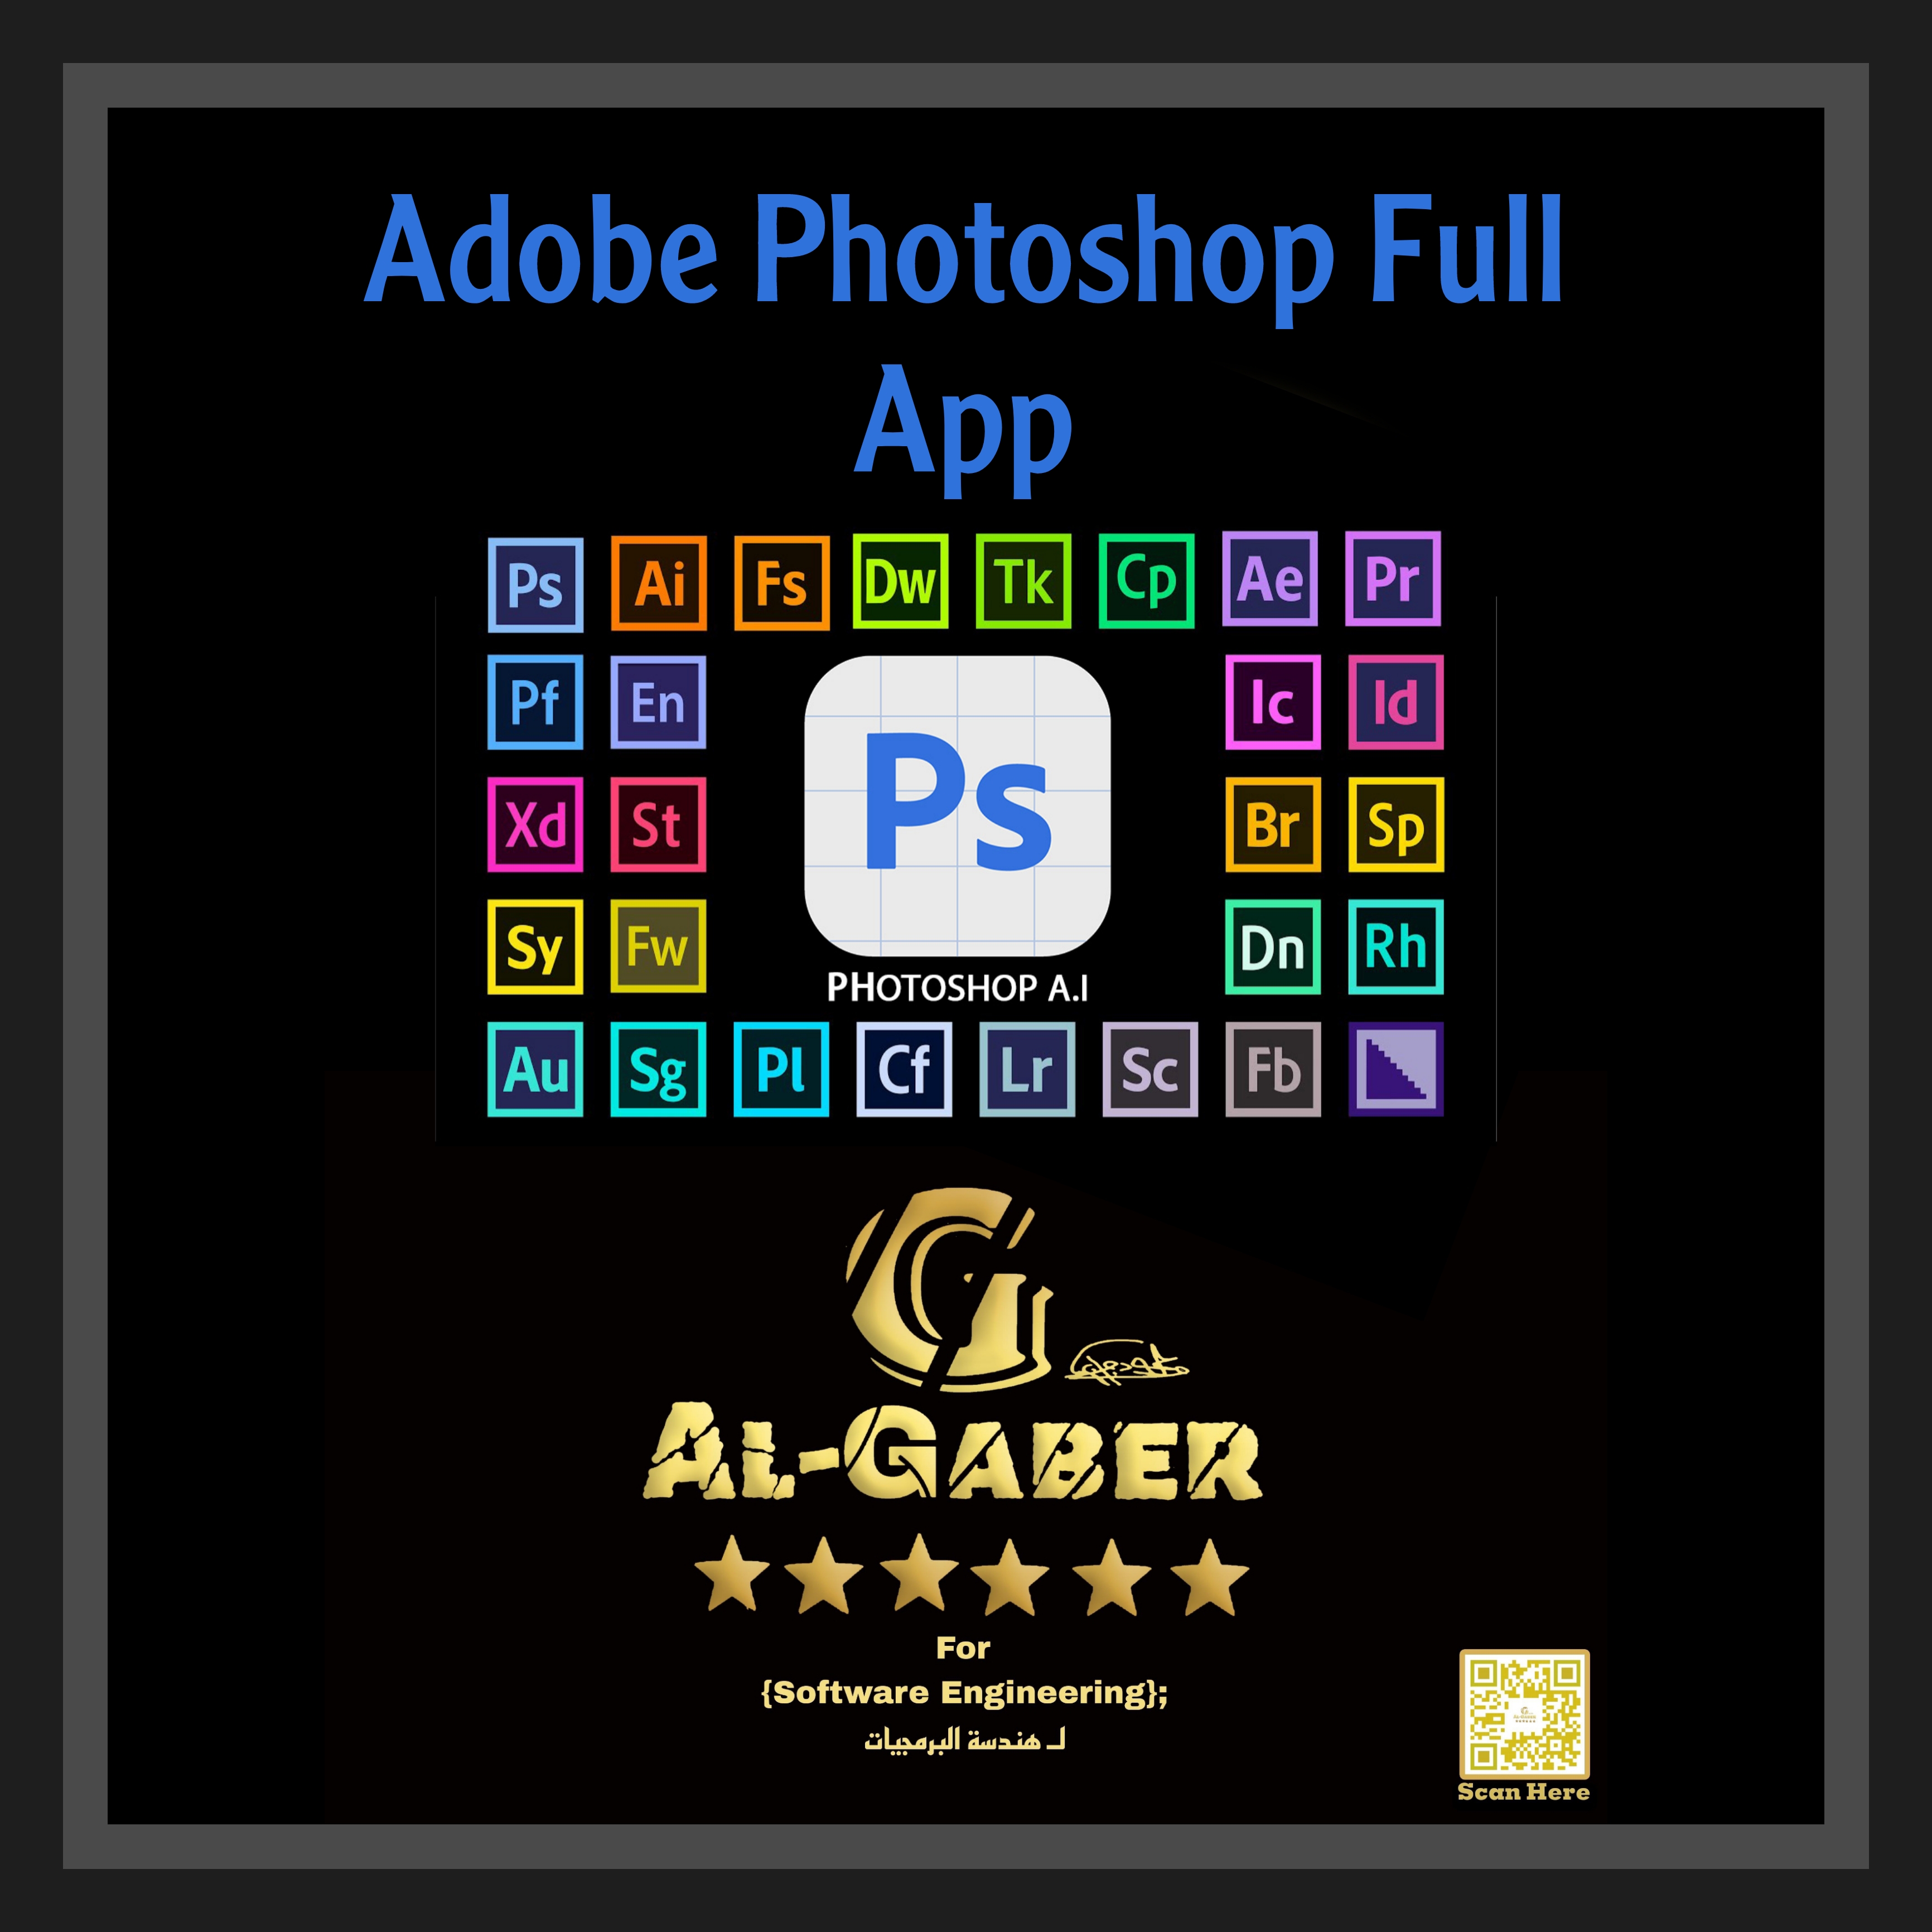 Adobe Photoshop Full
App
Ps Ai Fs Dw Tk Cp Ae Pr
Pf En Ic Id
Ps
Xd St Br Sp
Sy Fw Dn Rh
PHOTOSHOP A.I
Au Sg Pl Cf Lr Sc Fb
Ai-GABER
For
{Software Engineering};
لـ هندسة البرمجيات
Scan Here